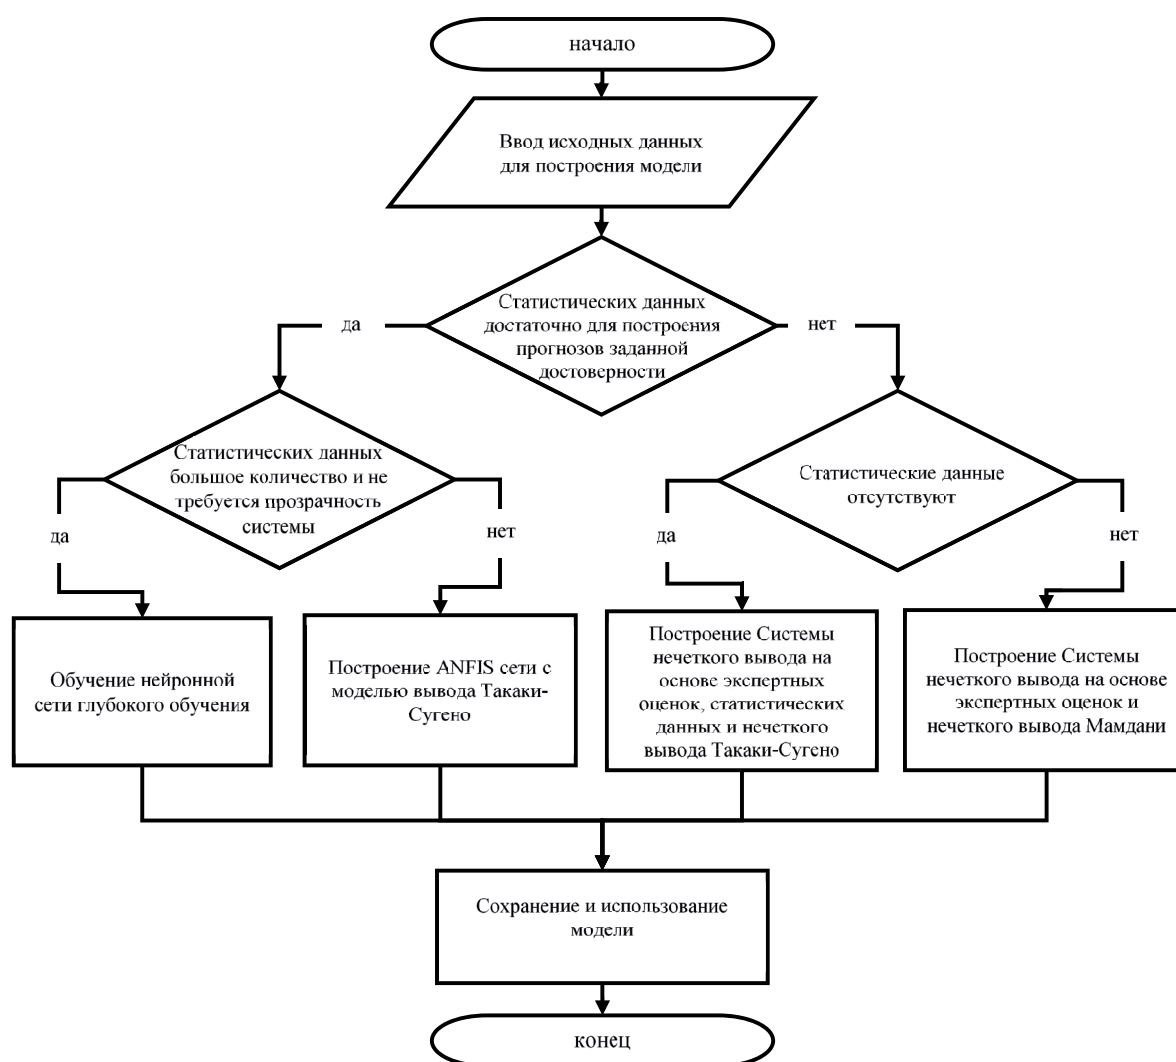 начало
Ввод исходных данных
для построения модели
Статистических данных
достаточно для построения
прогнозов заданной
достоверности
да
нет
Статистических данных
большое количество и не
требуется прозрачность
системы
Статистические данные
отсутствуют
да
нет
да
нет
Обучение нейронной
сети глубокого обучения
Построение ANFIS сети с
моделью вывода Такаки-
Сугено
Построение Системы
нечеткого вывода на
основе экспертных
оценок, статистических
данных и нечеткого
вывода Такаки-Сугено
Построение Системы
нечеткого вывода на основе
экспертных оценок и
нечеткого вывода Мамдани
Сохранение и использование
модели
конец